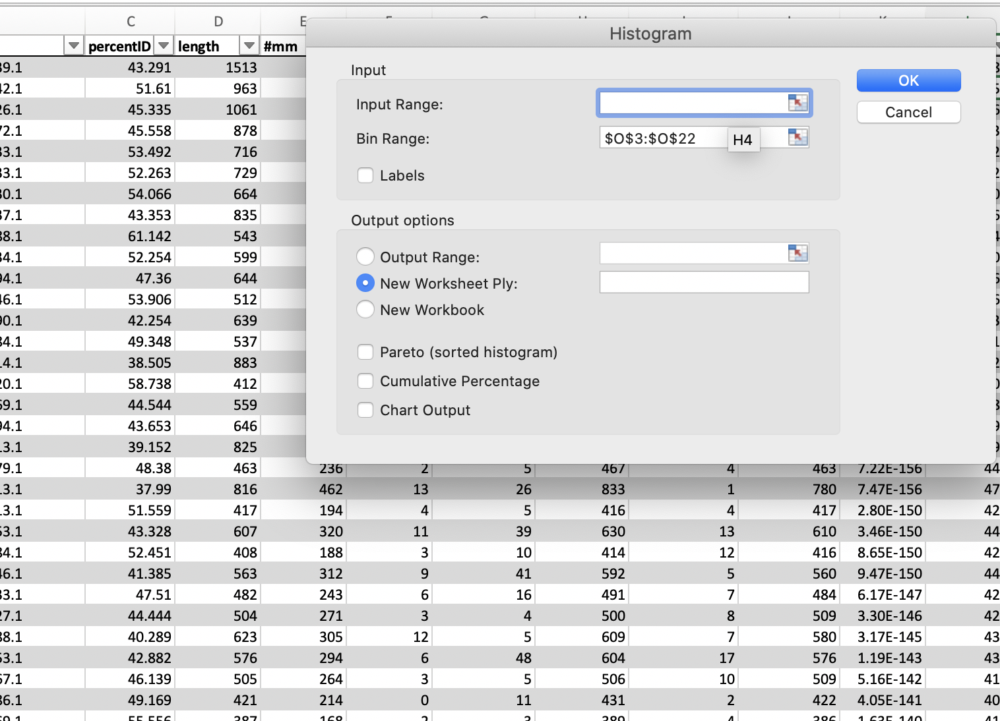 C D E
percentID length #mm
Histogram
Input
OK
Input Range:
Cancel
Bin Range: $O$3:$O$22 H4
Labels
Output options
Output Range:
New Worksheet Ply:
New Workbook
Pareto (sorted histogram)
Cumulative Percentage
Chart Output
39.1 43.291 1513
42.1 51.61 963
26.1 45.335 1061
72.1 45.558 878
33.1 53.492 716
33.1 52.263 729
30.1 54.066 664
37.1 43.353 835
38.1 61.142 543
34.1 52.254 599
94.1 47.36 644
46.1 53.906 512
90.1 42.254 639
34.1 49.348 537
14.1 38.505 883
20.1 58.738 412
69.1 44.544 559
94.1 43.653 646
13.1 39.152 825
79.1 48.38 463 236 2 5 467 4 463 7.22E-156 44
13.1 37.99 816 462 13 26 833 1 780 7.47E-156 47
13.1 51.559 417 194 4 5 416 4 417 2.80E-150 42
53.1 43.328 607 320 11 39 630 13 610 3.46E-150 44
34.1 52.451 408 188 3 10 414 12 416 8.65E-150 42
46.1 41.385 563 312 9 41 592 5 560 9.47E-150 44
33.1 47.51 482 243 6 16 491 7 484 6.17E-147 42
27.1 44.444 504 271 3 4 500 8 509 3.30E-146 42
38.1 40.289 623 305 12 5 609 7 580 3.17E-145 43
53.1 42.882 576 294 6 48 604 17 576 1.19E-143 43
67.1 46.139 505 264 3 5 506 10 509 5.16E-142 41
36.1 49.169 421 214 0 11 431 2 422 4.05E-141 40
69.1 55.556 387 168 2 3 389 4 386 1.63E-140 41